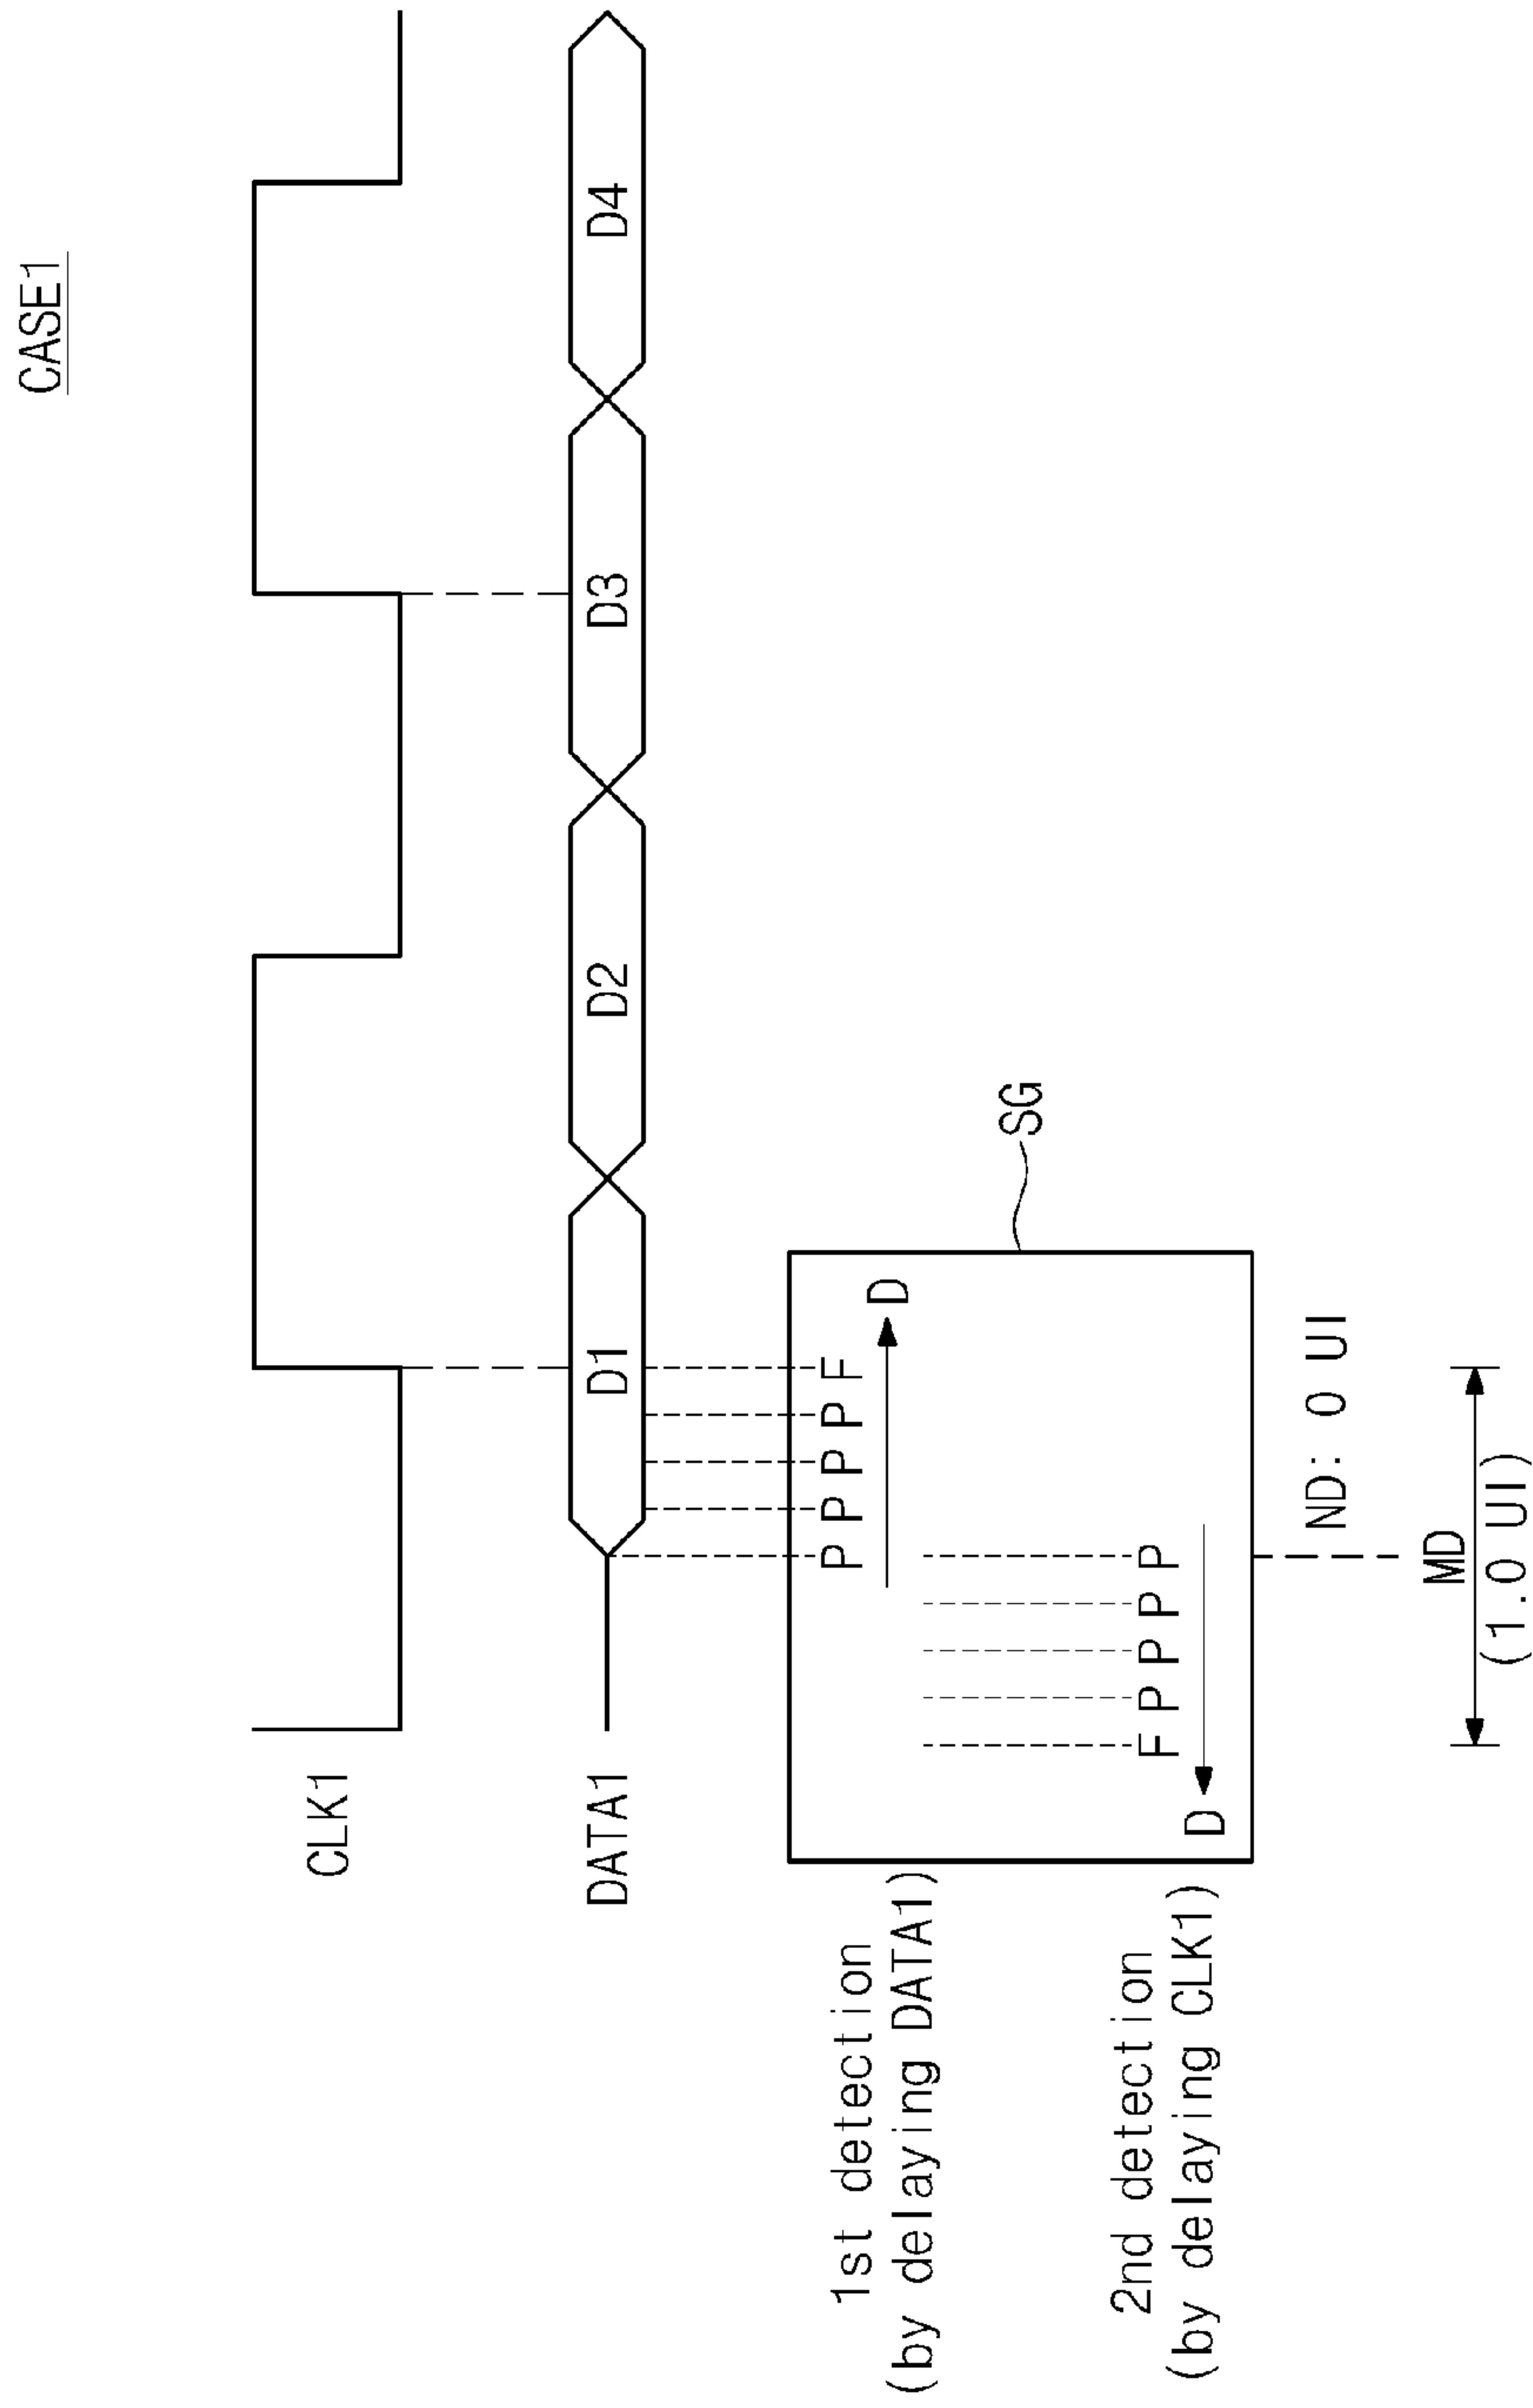 CASE1
CLK1
DATA1
D1 D2 D3 D4
1st detection
(by delaying DATA1)
P P P P F
D
SG
2nd detection
(by delaying CLK1)
F P P P P
D
ND: 0 UI
MD
(1.0 UI)